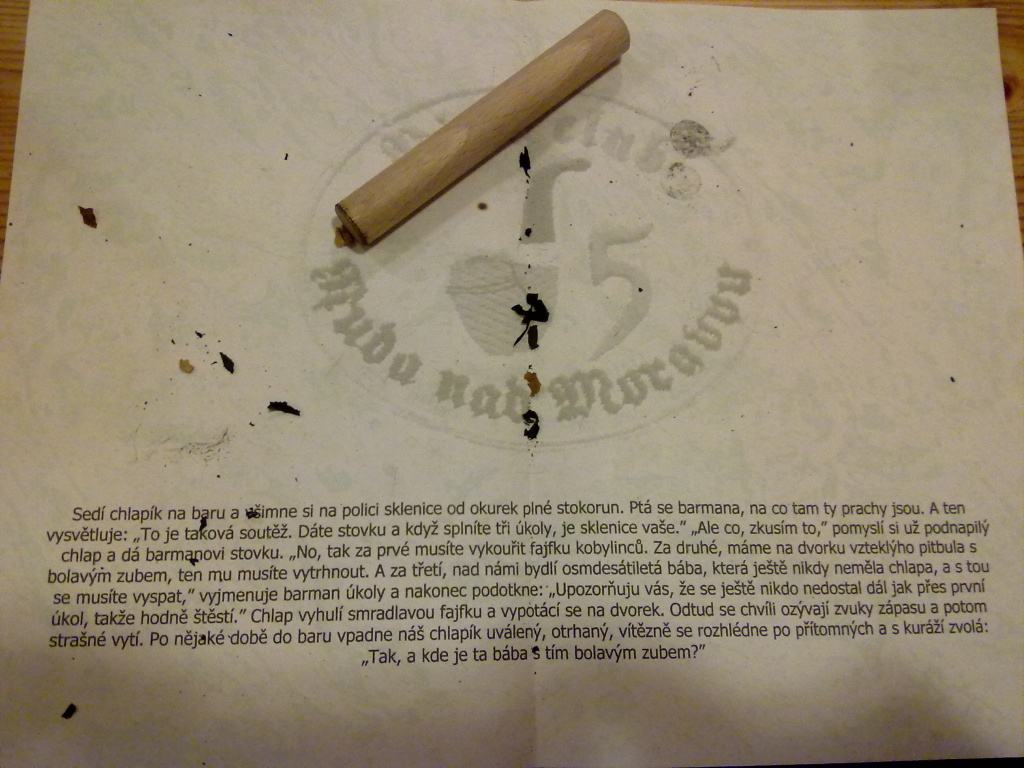 club
15
Ruda nad Moravou
Sedí chlapík na baru a všimne si na polici sklenice od okurek plné stokorun. Ptá se barmana, na co tam ty prachy jsou. A ten
vysvětluje: „To je taková soutěž. Dáte stovku a když splníte tři úkoly, je sklenice vaše.” „Ale co, zkusím to,” pomyslí si už podnapilý
chlap a dá barmanovi stovku. „No, tak za prvé musíte vykouřit fajfku kobylinců. Za druhé, máme na dvorku vzteklýho pitbula s
bolavým zubem, ten mu musíte vytrhnout. A za třetí, nad námi bydlí osmdesátiletá bába, která ještě nikdy neměla chlapa, a s tou
se musíte vyspat,” vyjmenuje barman úkoly a nakonec podotkne: „Upozorňuju vás, že se ještě nikdo nedostal dál jak přes první
úkol, takže hodně štěstí.” Chlap vyhulí smradlavou fajfku a vypotácí se na dvorek. Odtud se chvíli ozývají zvuky zápasu a potom
strašné vytí. Po nějaké době do baru vpadne náš chlapík uválený, otrhaný, vítězně se rozhlédne po přítomných a s kuráží zvolá:
„Tak, a kde je ta bába s tím bolavým zubem?”